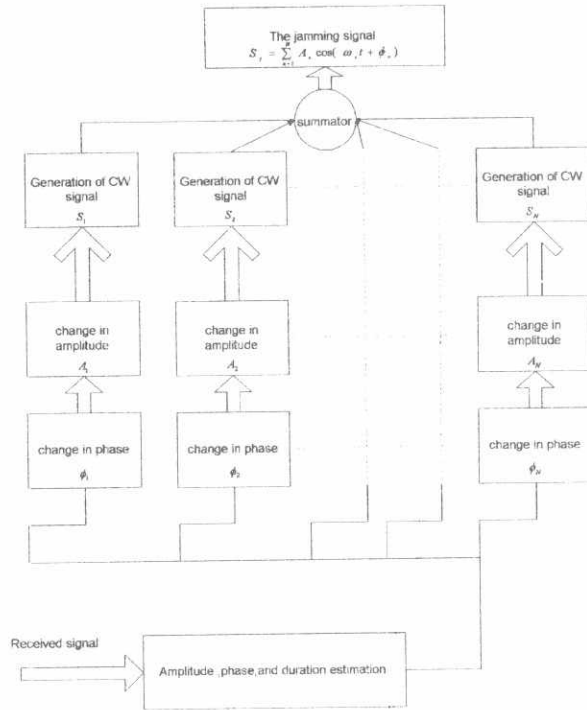 The jamming signal
S_J = \sum_{n=1}^{N} A_n cos( ω_n t + ϕ_n )
summator
Generation of CW
signal
S_1
Generation of CW
signal
S_2
Generation of CW
signal
S_N
change in
amplitude
A_1
change in
amplitude
A_2
change in
amplitude
A_N
change in phase
ϕ_1
change in phase
ϕ_2
change in phase
ϕ_N
Received signal
Amplitude ,phase,and duration estimation